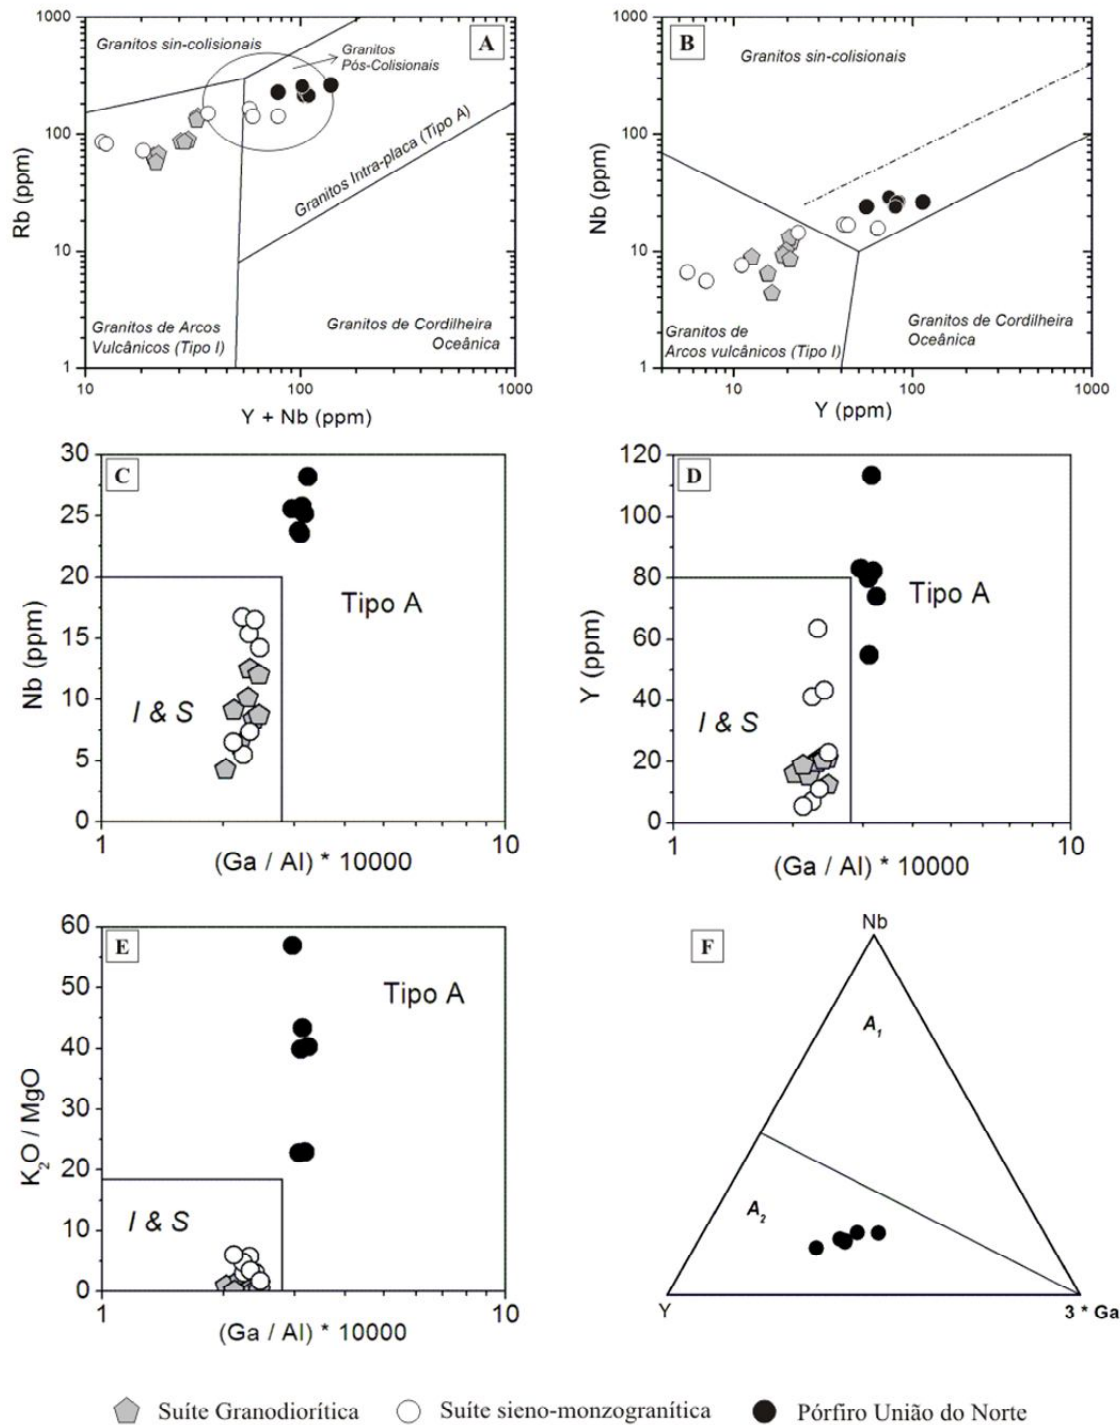 A
Granitos sin-colisionais
Granitos
Pós-Colisionais
Granitos Intra-placa (Tipo A)
Granitos de Arcos
Vulcânicos (Tipo I)
Granitos de Cordilheira
Oceânica
Rb (ppm)
1000
100
10
1
10
100
1000
Y + Nb (ppm)
B
Granitos sin-colisionais
Granitos de
Arcos vulcânicos (Tipo I)
Granitos de Cordilheira
Oceânica
Nb (ppm)
1000
100
10
1
10
100
1000
Y (ppm)
C
Tipo A
I & S
Nb (ppm)
30
25
20
15
10
5
0
1
10
(Ga / Al) * 10000
D
Tipo A
I & S
Y (ppm)
120
100
80
60
40
20
0
1
10
(Ga / Al) * 10000
E
Tipo A
I & S
K2O / MgO
60
50
40
30
20
10
0
1
10
(Ga / Al) * 10000
F
Nb
A1
A2
Y
3 * Ga
Suíte Granodiorítica
Suíte sieno-monzogranítica
Pórfiro União do Norte